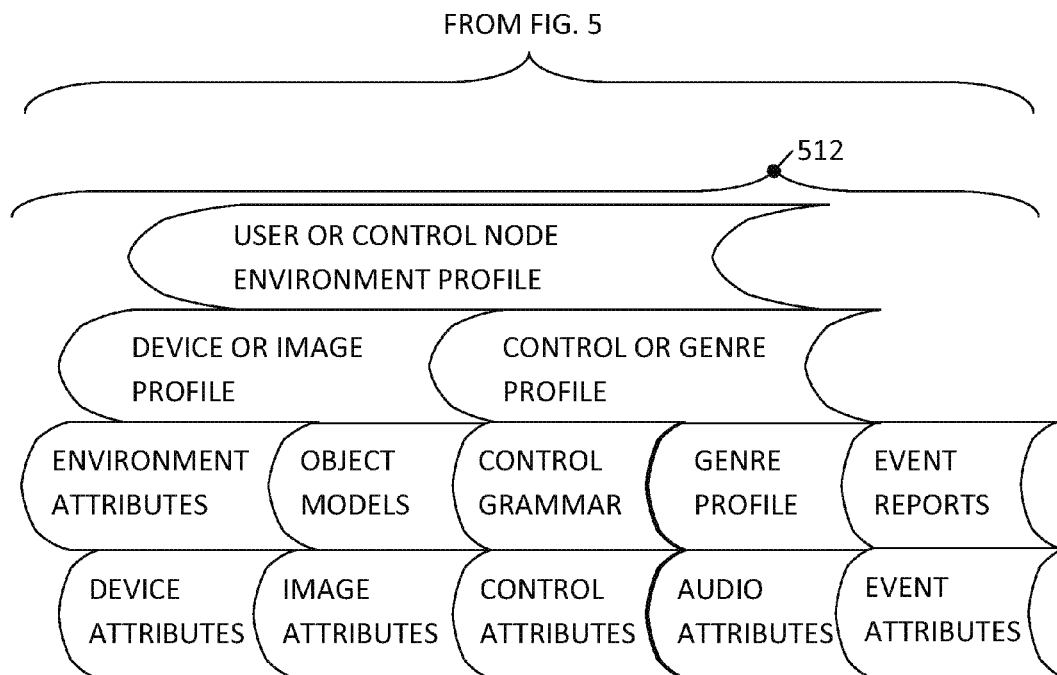 FROM FIG. 5
512
USER OR CONTROL NODE
ENVIRONMENT PROFILE
DEVICE OR IMAGE
PROFILE
CONTROL OR GENRE
PROFILE
ENVIRONMENT
ATTRIBUTES
OBJECT
MODELS
CONTROL
GRAMMAR
GENRE
PROFILE
EVENT
REPORTS
DEVICE
ATTRIBUTES
IMAGE
ATTRIBUTES
CONTROL
ATTRIBUTES
AUDIO
ATTRIBUTES
EVENT
ATTRIBUTES